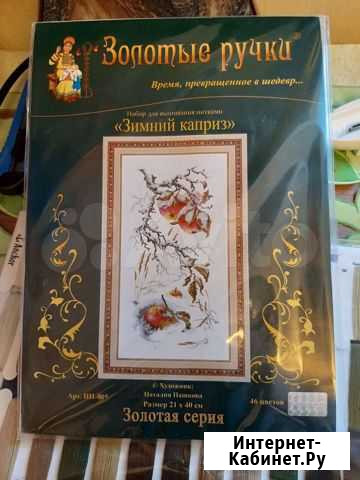 Золотые ручки®
Время, превращенное в шедевр...
Набор для вышивания нитками
«Зимний каприз»
Avito
© Художник:
Наталия Пашкова
Размер 21 x 40 см
46 цветов
Золотая серия
Интернет-
Кабинет.Ру